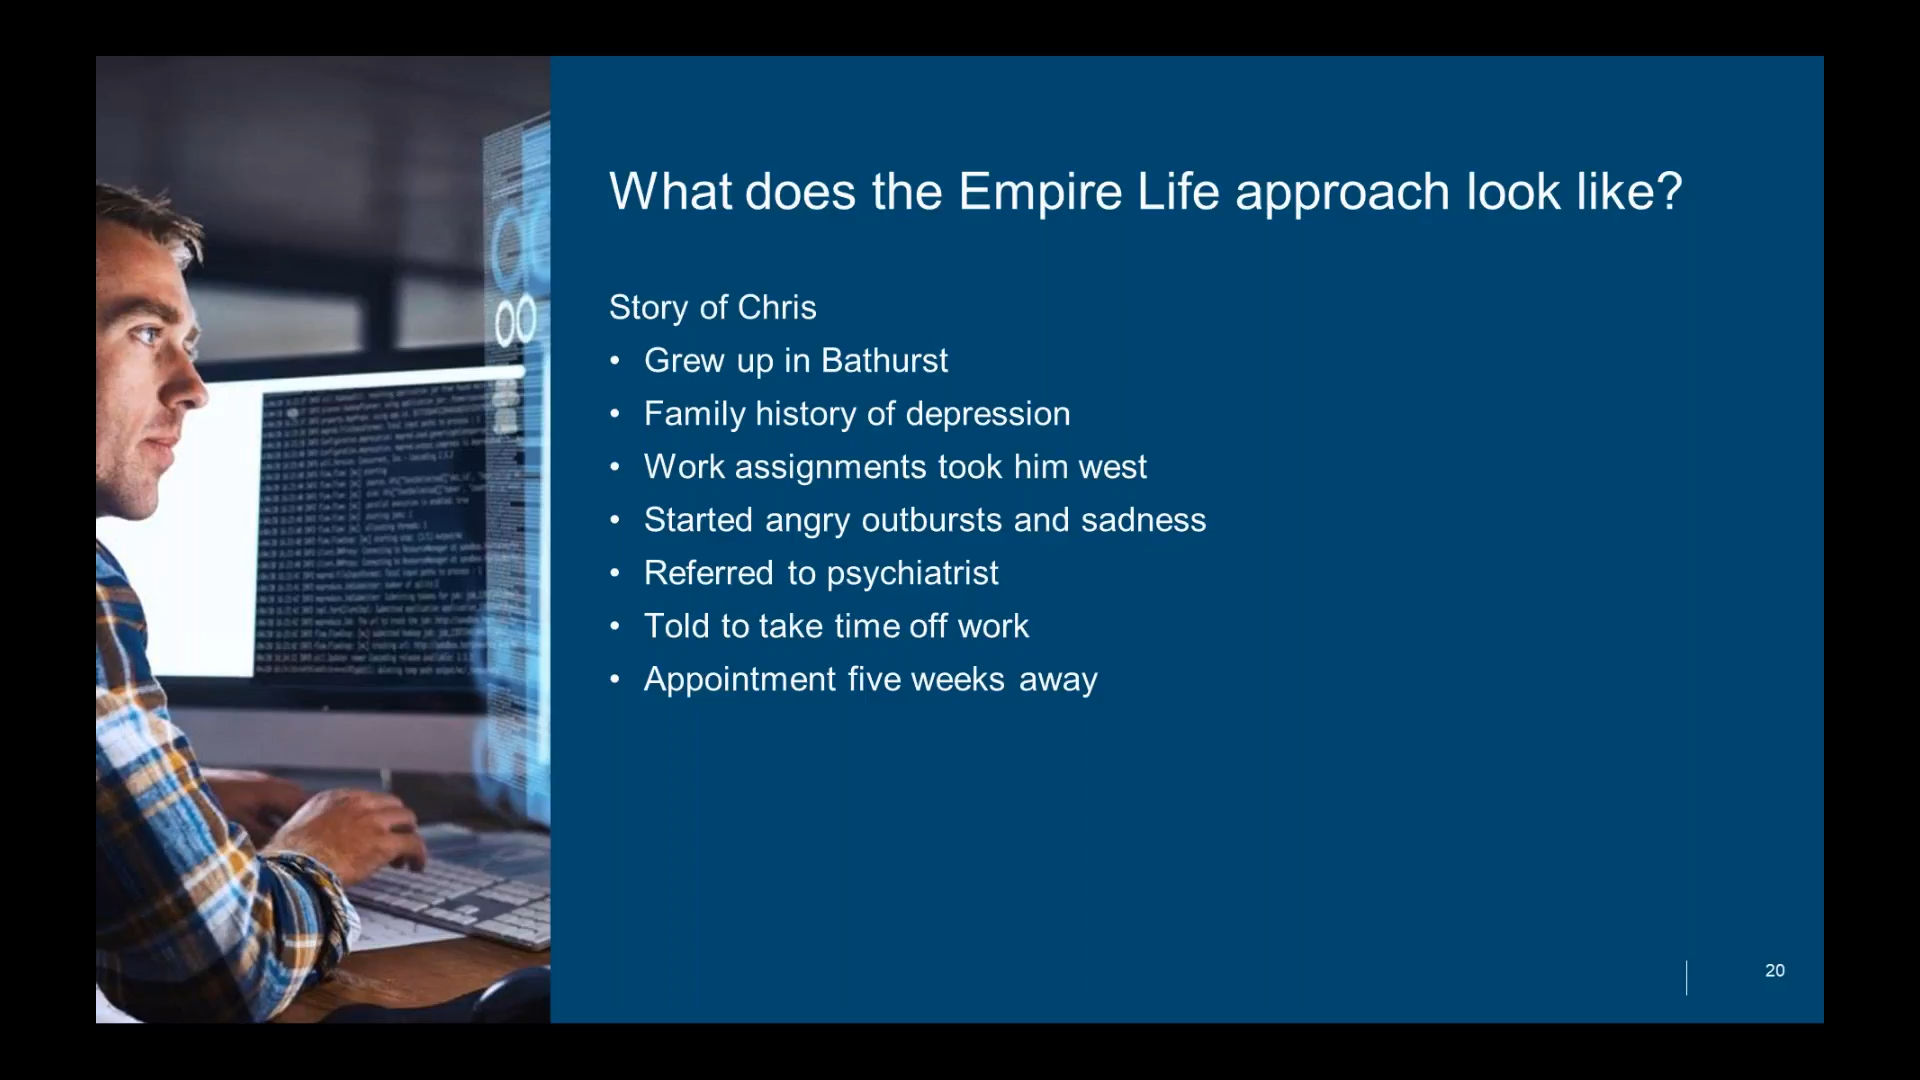 What does the Empire Life approach look like?
Story of Chris
• Grew up in Bathurst
• Family history of depression
• Work assignments took him west
• Started angry outbursts and sadness
• Referred to psychiatrist
• Told to take time off work
• Appointment five weeks away
20